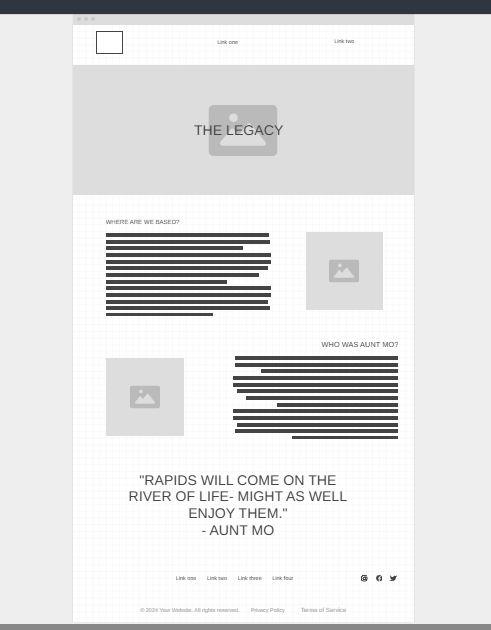 Link one Link two
THE LEGACY
WHERE ARE WE BASED?
WHO WAS AUNT MO?
"RAPIDS WILL COME ON THE
RIVER OF LIFE- MIGHT AS WELL
ENJOY THEM."
- AUNT MO
Link one Link two Link three Link four
© 2024 Your Website. All rights reserved. Privacy Policy Terms of Service